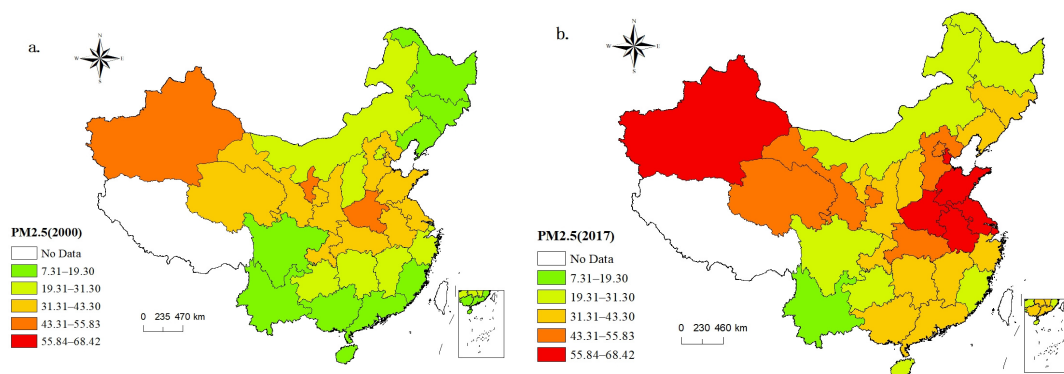 a.
N
W E
S
PM2.5(2000)
No Data
7.31–19.30
19.31–31.30
31.31–43.30
43.31–55.83
55.84–68.42
0 235 470 km
b.
N
W E
S
PM2.5(2017)
No Data
7.31–19.30
19.31–31.30
31.31–43.30
43.31–55.83
55.84–68.42
0 230 460 km